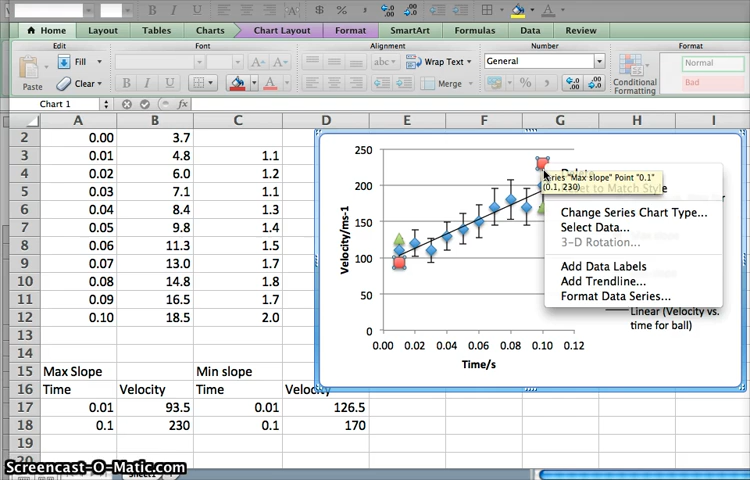 Home Layout Tables Charts Chart Layout Format SmartArt Formulas Data Review
Edit Font Alignment Number Format
Fill abc Wrap Text General Normal
Paste Clear B I U A Merge % Conditional Formatting Bad
Chart 1 fx
A B C D E F G H I
2 0.00 3.7
3 0.01 4.8 1.1
4 0.02 6.0 1.2
5 0.03 7.1 1.1
6 0.04 8.4 1.3
7 0.05 9.8 1.4
8 0.06 11.3 1.5
9 0.07 13.0 1.7
10 0.08 14.8 1.8
11 0.09 16.5 1.7
12 0.10 18.5 2.0
13
14
15 Max Slope Min slope
16 Time Velocity Time Velocity
17 0.01 93.5 0.01 126.5
18 0.1 230 0.1 170
19
250
200
150
100
50
0
Velocity/ms-1
0.00 0.02 0.04 0.06 0.08 0.10 0.12
Time/s
Series "Max slope" Point "0.1"
(0.1, 230)
to Match Style
Change Series Chart Type...
Select Data...
3-D Rotation...
Add Data Labels
Add Trendline...
Format Data Series...
Linear (Velocity vs.
time for ball)
Screencast-O-Matic.com
Sheet1